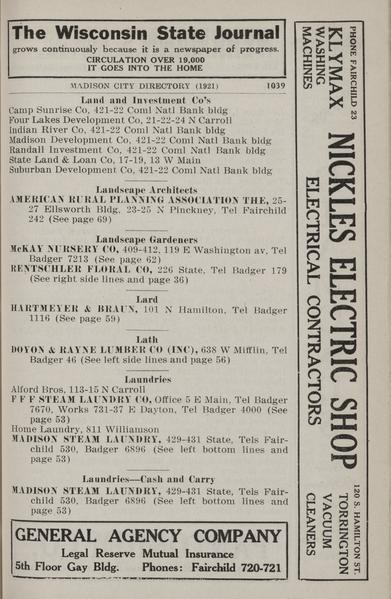 The Wisconsin State Journal
grows continuously because it is a newspaper of progress.
CIRCULATION OVER 19,000
IT GOES INTO THE HOME
MADISON CITY DIRECTORY (1921) 1039
Land and Investment Co's
Camp Sunrise Co, 421-22 Coml Natl Bank bldg
Four Lakes Development Co, 21-22-24 N Carroll
Indian River Co, 421-22 Coml Natl Bank bldg
Madison Development Co, 421-22 Coml Natl Bank bldg
Randall Investment Co, 421-22 Coml Natl Bank bldg
State Land & Loan Co, 17-19, 13 W Main
Suburban Development Co, 421-22 Coml Natl Bank bldg
Landscape Architects
AMERICAN RURAL PLANNING ASSOCIATION THE, 25-
27 Ellsworth Bldg. 23-25 N Pinckney, Tel Fairchild
242 (See page 69)
Landscape Gardeners
McKAY NURSERY CO, 409-412, 119 E Washington av, Tel
Badger 7213 (See page 62)
RENTSCHLER FLORAL CO, 226 State, Tel Badger 179
(See right side lines and page 36)
Lard
HARTMEYER & BRAUN, 101 N Hamilton, Tel Badger
1116 (See page 59)
Lath
DOYON & RAYNE LUMBER CO (INC), 638 W Mifflin, Tel
Badger 46 (See left side lines and page 56)
Laundries
Alford Bros, 113-15 N Carroll
F F F STEAM LAUNDRY CO, Office 5 E Main, Tel Badger
7670, Works 731-37 E Dayton, Tel Badger 4000 (See
page 53)
Home Laundry, 811 Williamson
MADISON STEAM LAUNDRY, 429-431 State, Tels Fair-
child 530, Badger 6896 (See left bottom lines and
page 53)
Laundries—Cash and Carry
MADISON STEAM LAUNDRY, 429-431 State, Tels Fair-
child 530, Badger 6896 (See left bottom lines and
page 53)
GENERAL AGENCY COMPANY
Legal Reserve Mutual Insurance
5th Floor Gay Bldg. Phones: Fairchild 720-721
PHONE FAIRCHILD 23
KLYMAX
WASHING
MACHINES
NICKLES ELECTRIC SHOP
ELECTRICAL CONTRACTORS
120 S. HAMILTON ST.
TORRINGTON
VACUUM
CLEANERS